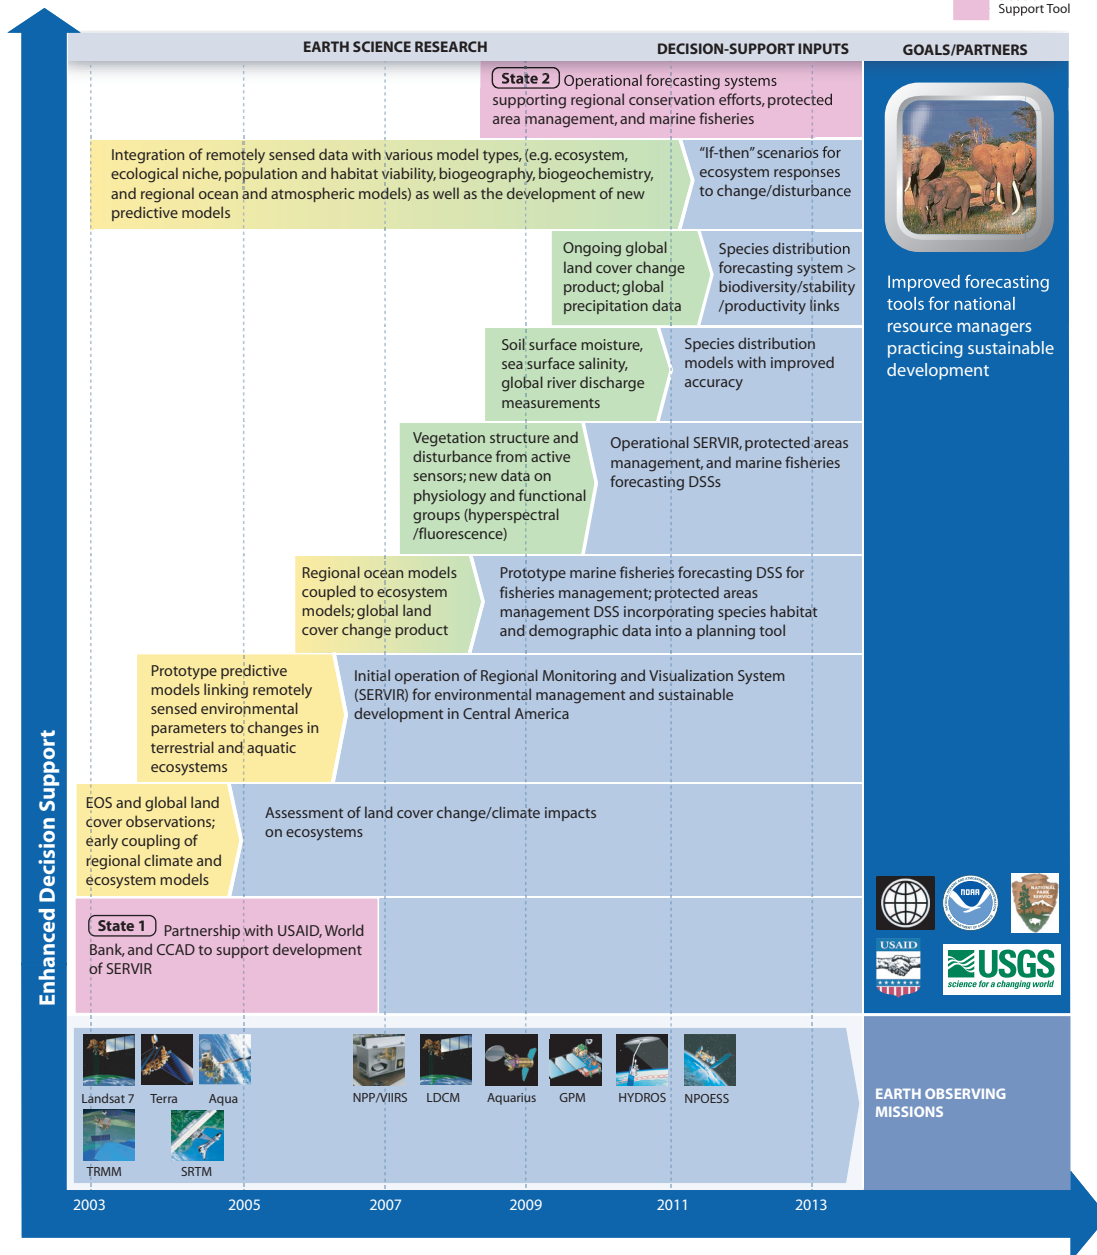 Support Tool
EARTH SCIENCE RESEARCH
DECISION-SUPPORT INPUTS
GOALS/PARTNERS
State 2 Operational forecasting systems
supporting regional conservation efforts, protected
area management, and marine fisheries
Integration of remotely sensed data with various model types, (e.g. ecosystem,
ecological niche, population and habitat viability, biogeography, biogeochemistry,
and regional ocean and atmospheric models) as well as the development of new
predictive models
“If-then” scenarios for
ecosystem responses
to change/disturbance
Ongoing global
land cover change
product; global
precipitation data
Species distribution
forecasting system >
biodiversity/stability
/productivity links
Improved forecasting
tools for national
resource managers
practicing sustainable
development
Soil surface moisture,
sea surface salinity,
global river discharge
measurements
Species distribution
models with improved
accuracy
Vegetation structure and
disturbance from active
sensors; new data on
physiology and functional
groups (hyperspectral
/fluorescence)
Operational SERVIR, protected areas
management, and marine fisheries
forecasting DSSs
Regional ocean models
coupled to ecosystem
models; global land
cover change product
Prototype marine fisheries forecasting DSS for
fisheries management; protected areas
management DSS incorporating species habitat
and demographic data into a planning tool
Prototype predictive
models linking remotely
sensed environmental
parameters to changes in
terrestrial and aquatic
ecosystems
Initial operation of Regional Monitoring and Visualization System
(SERVIR) for environmental management and sustainable
development in Central America
EOS and global land
cover observations;
early coupling of
regional climate and
ecosystem models
Assessment of land cover change/climate impacts
on ecosystems
State 1 Partnership with USAID, World
Bank, and CCAD to support development
of SERVIR
Enhanced Decision Support
NOAA
NATIONAL
PARK
SERVICE
USAID
USGS
science for a changing world
Landsat 7
Terra
Aqua
NPP/VIIRS
LDCM
Aquarius
GPM
HYDROS
NPOESS
TRMM
SRTM
EARTH OBSERVING
MISSIONS
2003
2005
2007
2009
2011
2013